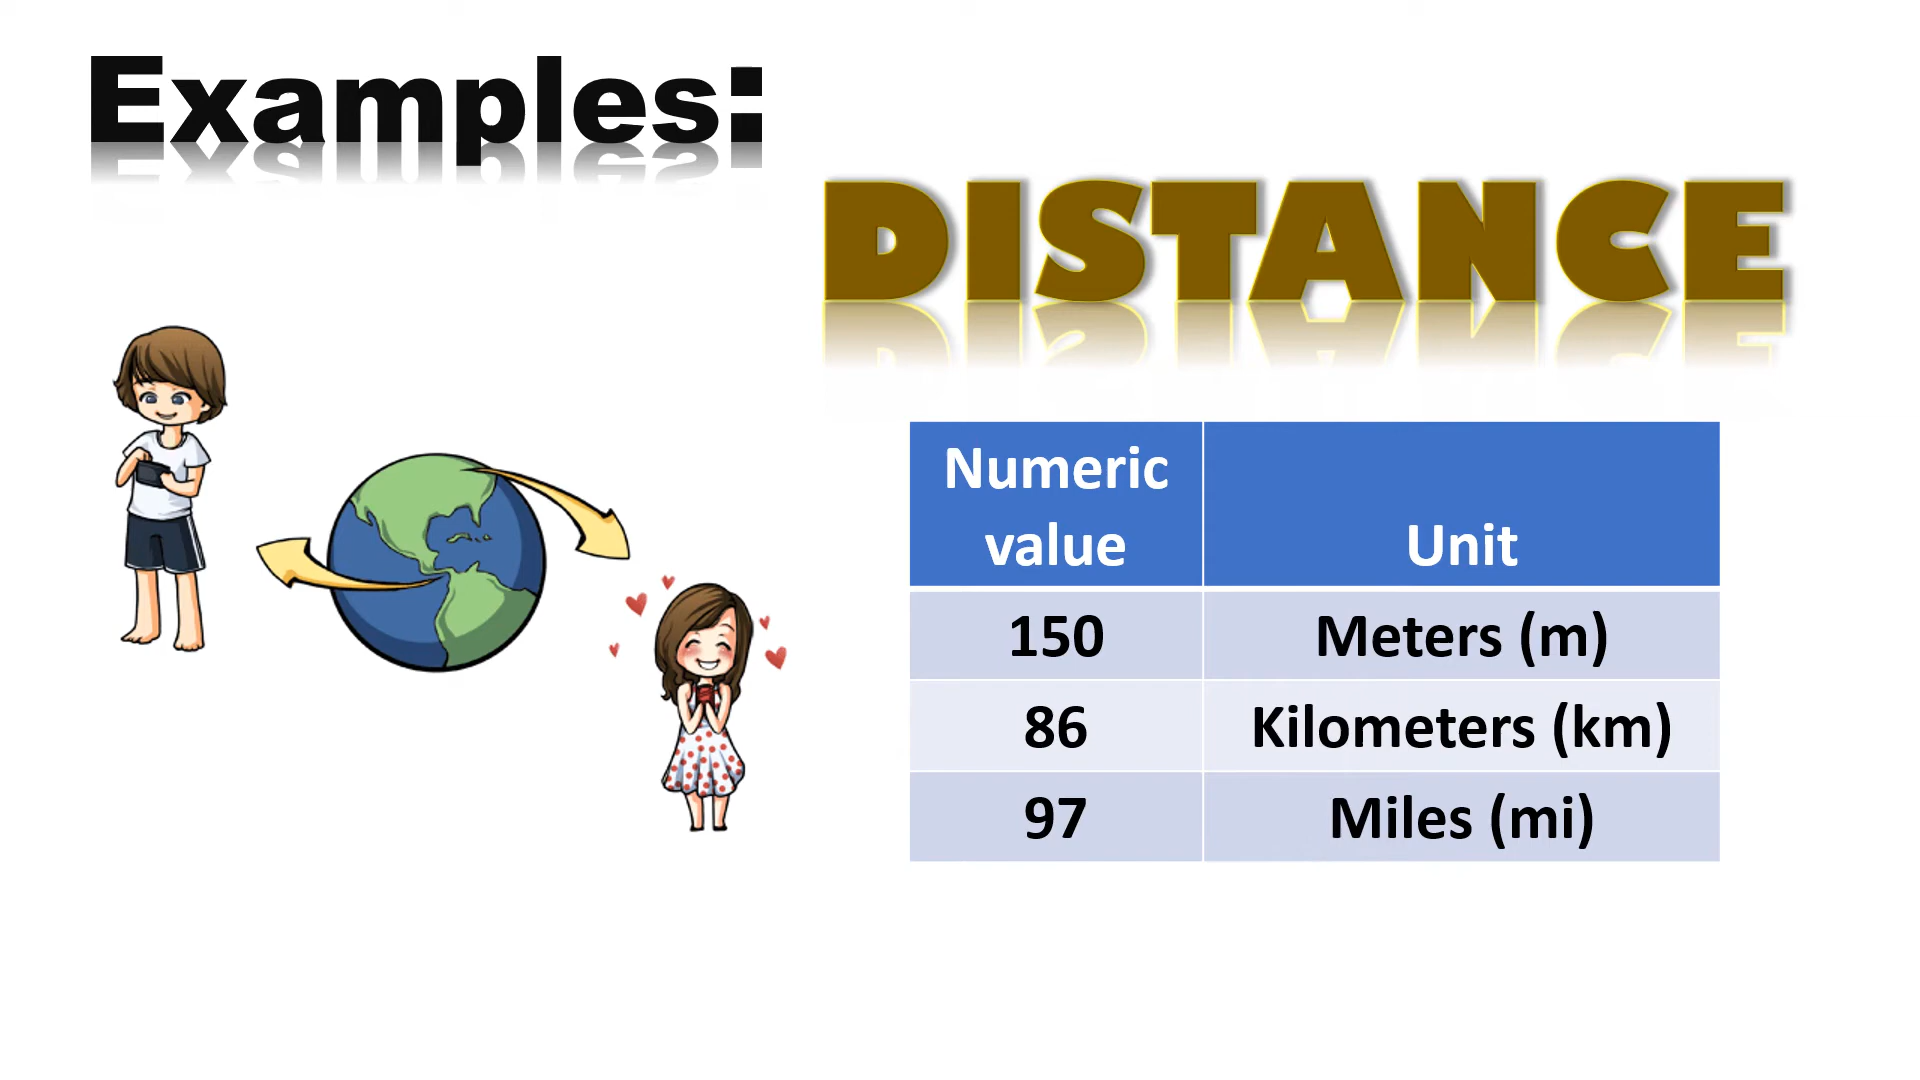 Examples:
DISTANCE
Numeric
value
Unit
150 Meters (m)
86 Kilometers (km)
97 Miles (mi)